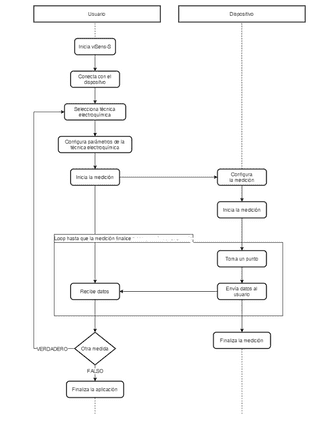 Usuario
Dispositivo
Inicia vSens-S
Conecta con el
dispositivo
Selecciona técnica
electroquímica
Configura parámetros de la
técnica electroquímica
Inicia la medición
Configura
la medición
Inicia la medición
Loop hasta que la medición finalice
Toma un punto
Recibe datos
Envía datos al
usuario
VERDADERO
Otra medida
Finaliza la medición
FALSO
Finaliza la aplicación